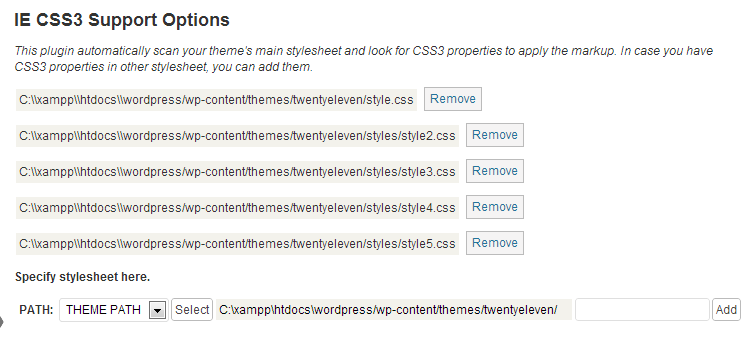 IE CSS3 Support Options
This plugin automatically scan your theme's main stylesheet and look for CSS3 properties to apply the markup. In case you have
CSS3 properties in other stylesheet, you can add them.
C:\\xampp\\htdocs\\wordpress/wp-content/themes/twentyeleven/style.css Remove
C:\\xampp\\htdocs\\wordpress/wp-content/themes/twentyeleven/styles/style2.css Remove
C:\\xampp\\htdocs\\wordpress/wp-content/themes/twentyeleven/styles/style3.css Remove
C:\\xampp\\htdocs\\wordpress/wp-content/themes/twentyeleven/styles/style4.css Remove
C:\\xampp\\htdocs\\wordpress/wp-content/themes/twentyeleven/styles/style5.css Remove
Specify stylesheet here.
PATH: THEME PATH Select C:\xampp\htdocs\wordpress/wp-content/themes/twentyeleven/ Add